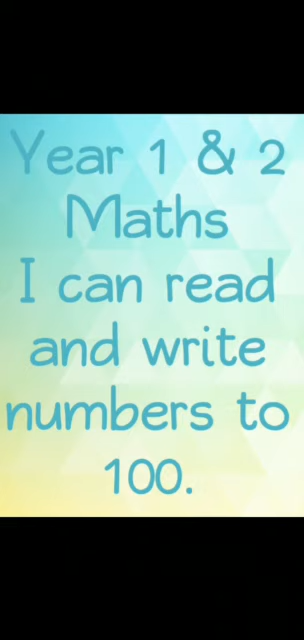 Year 1 & 2
Maths
I can read
and write
numbers to
100.